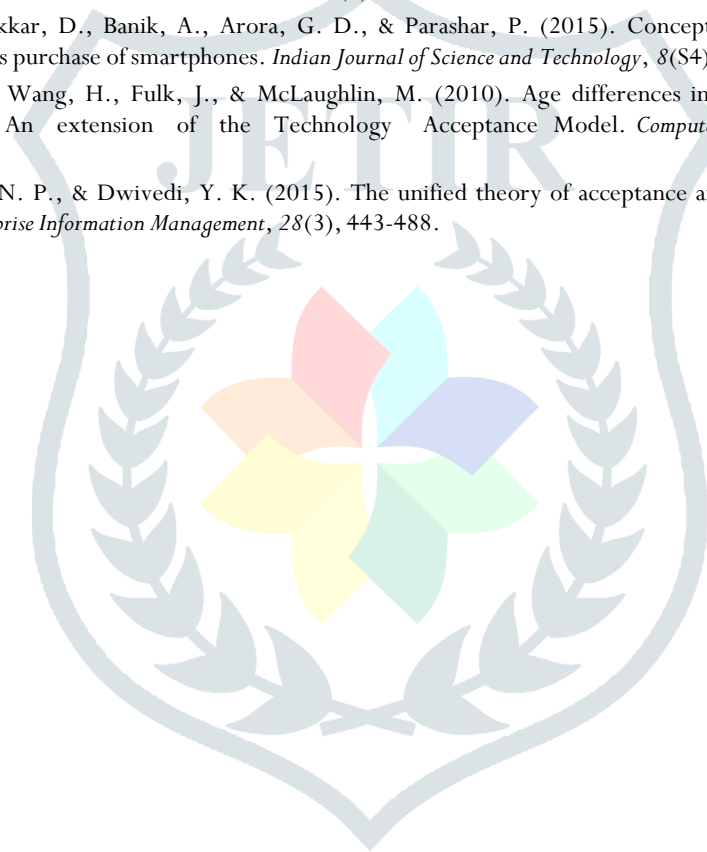 kkar, D., Banik, A., Arora, G. D., & Parashar, P. (2015). Concept
s purchase of smartphones. Indian Journal of Science and Technology, 8(S4)
Wang, H., Fulk, J., & McLaughlin, M. (2010). Age differences in
An extension of the Technology Acceptance Model. Comput
JETIR
N. P., & Dwivedi, Y. K. (2015). The unified theory of acceptance a
prise Information Management, 28(3), 443-488.